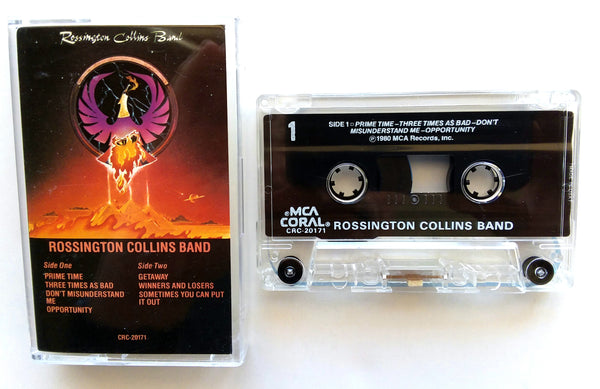 Rossington Collins Band
ROSSINGTON COLLINS BAND
Side One
PRIME TIME
THREE TIMES AS BAD
DON'T MISUNDERSTAND
ME
OPPORTUNITY
Side Two
GETAWAY
WINNERS AND LOSERS
SOMETIMES YOU CAN PUT
IT OUT
CRC-20171
1
SIDE 1 PRIME TIME–THREE TIMES AS BAD–DON'T
MISUNDERSTAND ME–OPPORTUNITY
℗1980 MCA Records, Inc.
MCA
CORAL
CRC-20171
ROSSINGTON COLLINS BAND